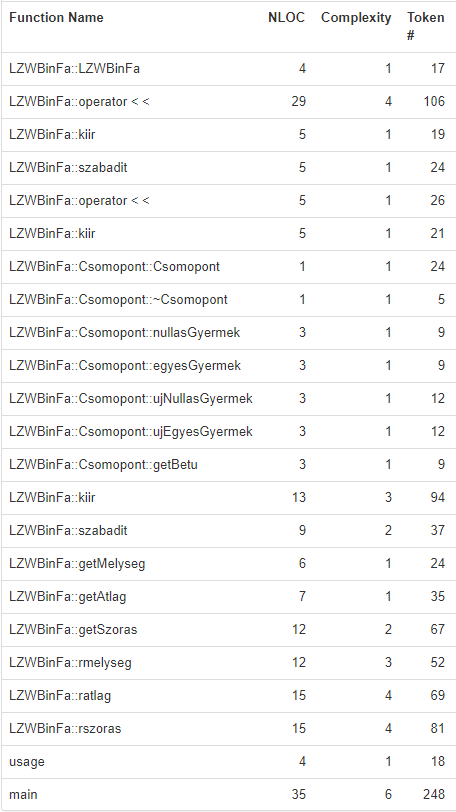 Function Name NLOC Complexity Token
#
LZWBinFa::LZWBinFa 4 1 17
LZWBinFa::operator < < 29 4 106
LZWBinFa::kiir 5 1 19
LZWBinFa::szabadit 5 1 24
LZWBinFa::operator < < 5 1 26
LZWBinFa::kiir 5 1 21
LZWBinFa::Csomopont::Csomopont 1 1 24
LZWBinFa::Csomopont::~Csomopont 1 1 5
LZWBinFa::Csomopont::nullasGyermek 3 1 9
LZWBinFa::Csomopont::egyesGyermek 3 1 9
LZWBinFa::Csomopont::ujNullasGyermek 3 1 12
LZWBinFa::Csomopont::ujEgyesGyermek 3 1 12
LZWBinFa::Csomopont::getBetu 3 1 9
LZWBinFa::kiir 13 3 94
LZWBinFa::szabadit 9 2 37
LZWBinFa::getMelyseg 6 1 24
LZWBinFa::getAtlag 7 1 35
LZWBinFa::getSzoras 12 2 67
LZWBinFa::rmelyseg 12 3 52
LZWBinFa::ratlag 15 4 69
LZWBinFa::rszoras 15 4 81
usage 4 1 18
main 35 6 248